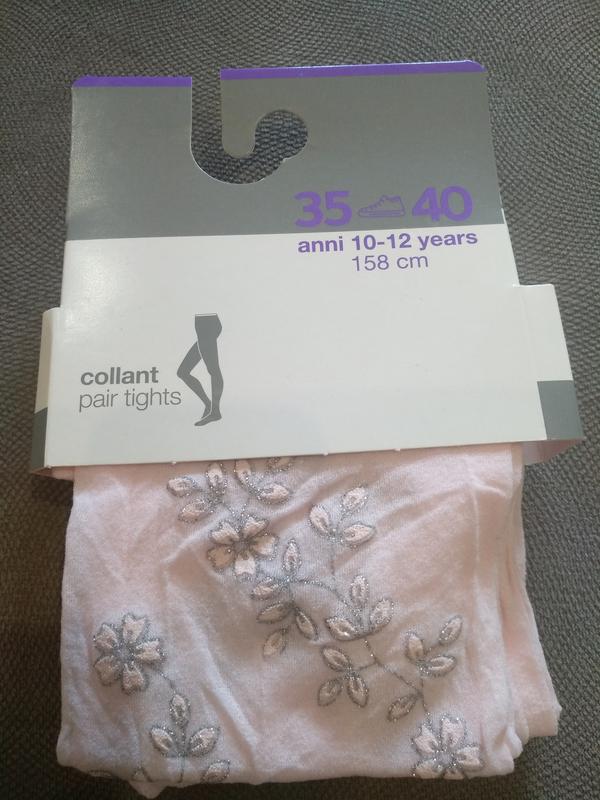 35 40
anni 10-12 years
158 cm
collant
pair tights